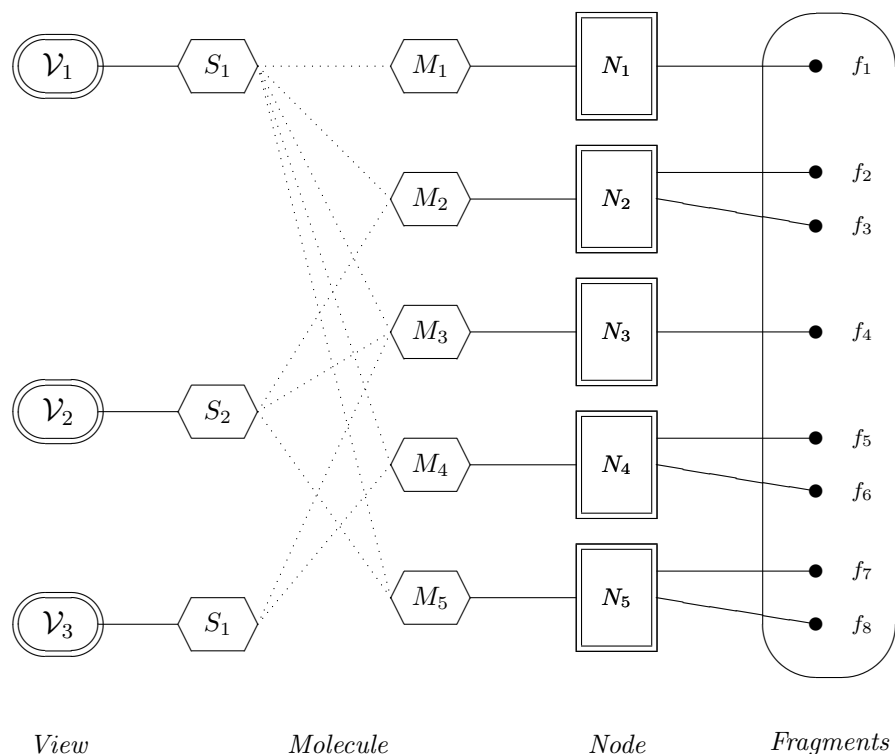 𝒱₁ S₁ M₁ N₁ f₁
f₂
M₂ N₂
f₃
M₃ N₃ f₄
𝒱₂ S₂
f₅
M₄ N₄
f₆
f₇
M₅ N₅
𝒱₃ S₁ f₈
View Molecule Node Fragments